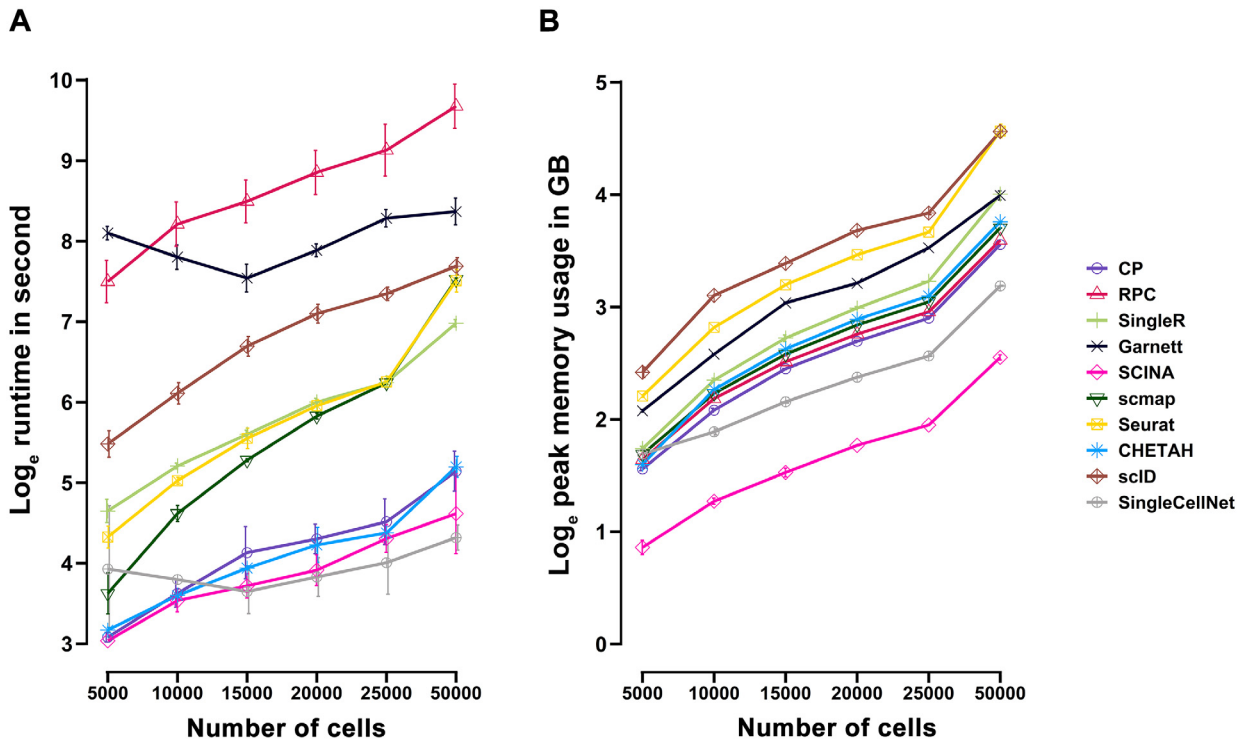 A
B
Logₑ runtime in second
10
9
8
7
6
5
4
3
5000 10000 15000 20000 25000 50000
Number of cells
Logₑ peak memory usage in GB
5
4
3
2
1
0
5000 10000 15000 20000 25000 50000
Number of cells
CP
RPC
SingleR
Garnett
SCINA
scmap
Seurat
CHETAH
scID
SingleCellNet